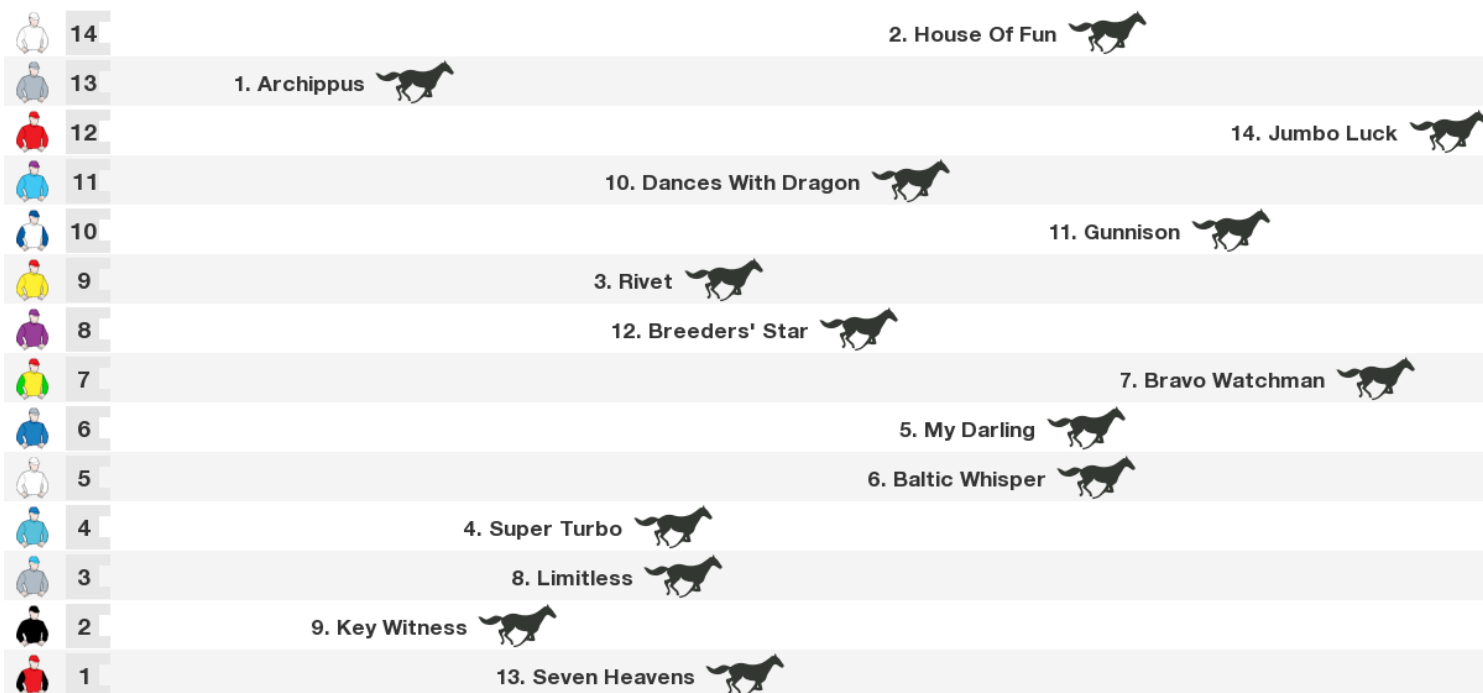 14 2. House Of Fun
13 1. Archippus
12 14. Jumbo Luck
11 10. Dances With Dragon
10 11. Gunnison
9 3. Rivet
8 12. Breeders' Star
7 7. Bravo Watchman
6 5. My Darling
5 6. Baltic Whisper
4 4. Super Turbo
3 8. Limitless
2 9. Key Witness
1 13. Seven Heavens